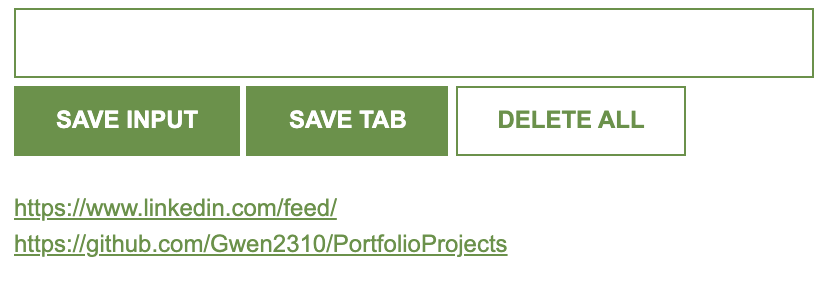 SAVE INPUT SAVE TAB DELETE ALL
https://www.linkedin.com/feed/
https://github.com/Gwen2310/PortfolioProjects